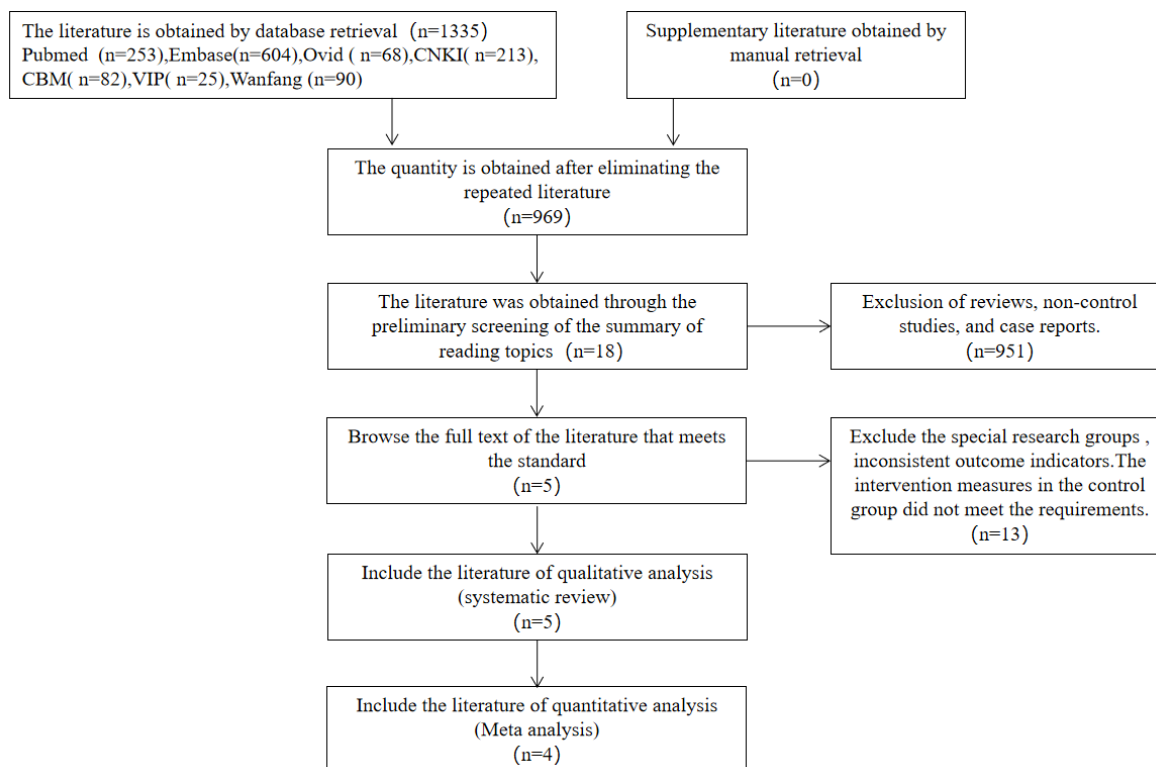 The literature is obtained by database retrieval (n=1335)
Pubmed (n=253),Embase(n=604),Ovid ( n=68),CNKI( n=213),
CBM( n=82),VIP( n=25),Wanfang (n=90)
Supplementary literature obtained by
manual retrieval
(n=0)
The quantity is obtained after eliminating the
repeated literature
(n=969)
The literature was obtained through the
preliminary screening of the summary of
reading topics (n=18)
Exclusion of reviews, non-control
studies, and case reports.
(n=951)
Browse the full text of the literature that meets
the standard
(n=5)
Exclude the special research groups ,
inconsistent outcome indicators.The
intervention measures in the control
group did not meet the requirements.
(n=13)
Include the literature of qualitative analysis
(systematic review)
(n=5)
Include the literature of quantitative analysis
(Meta analysis)
(n=4)